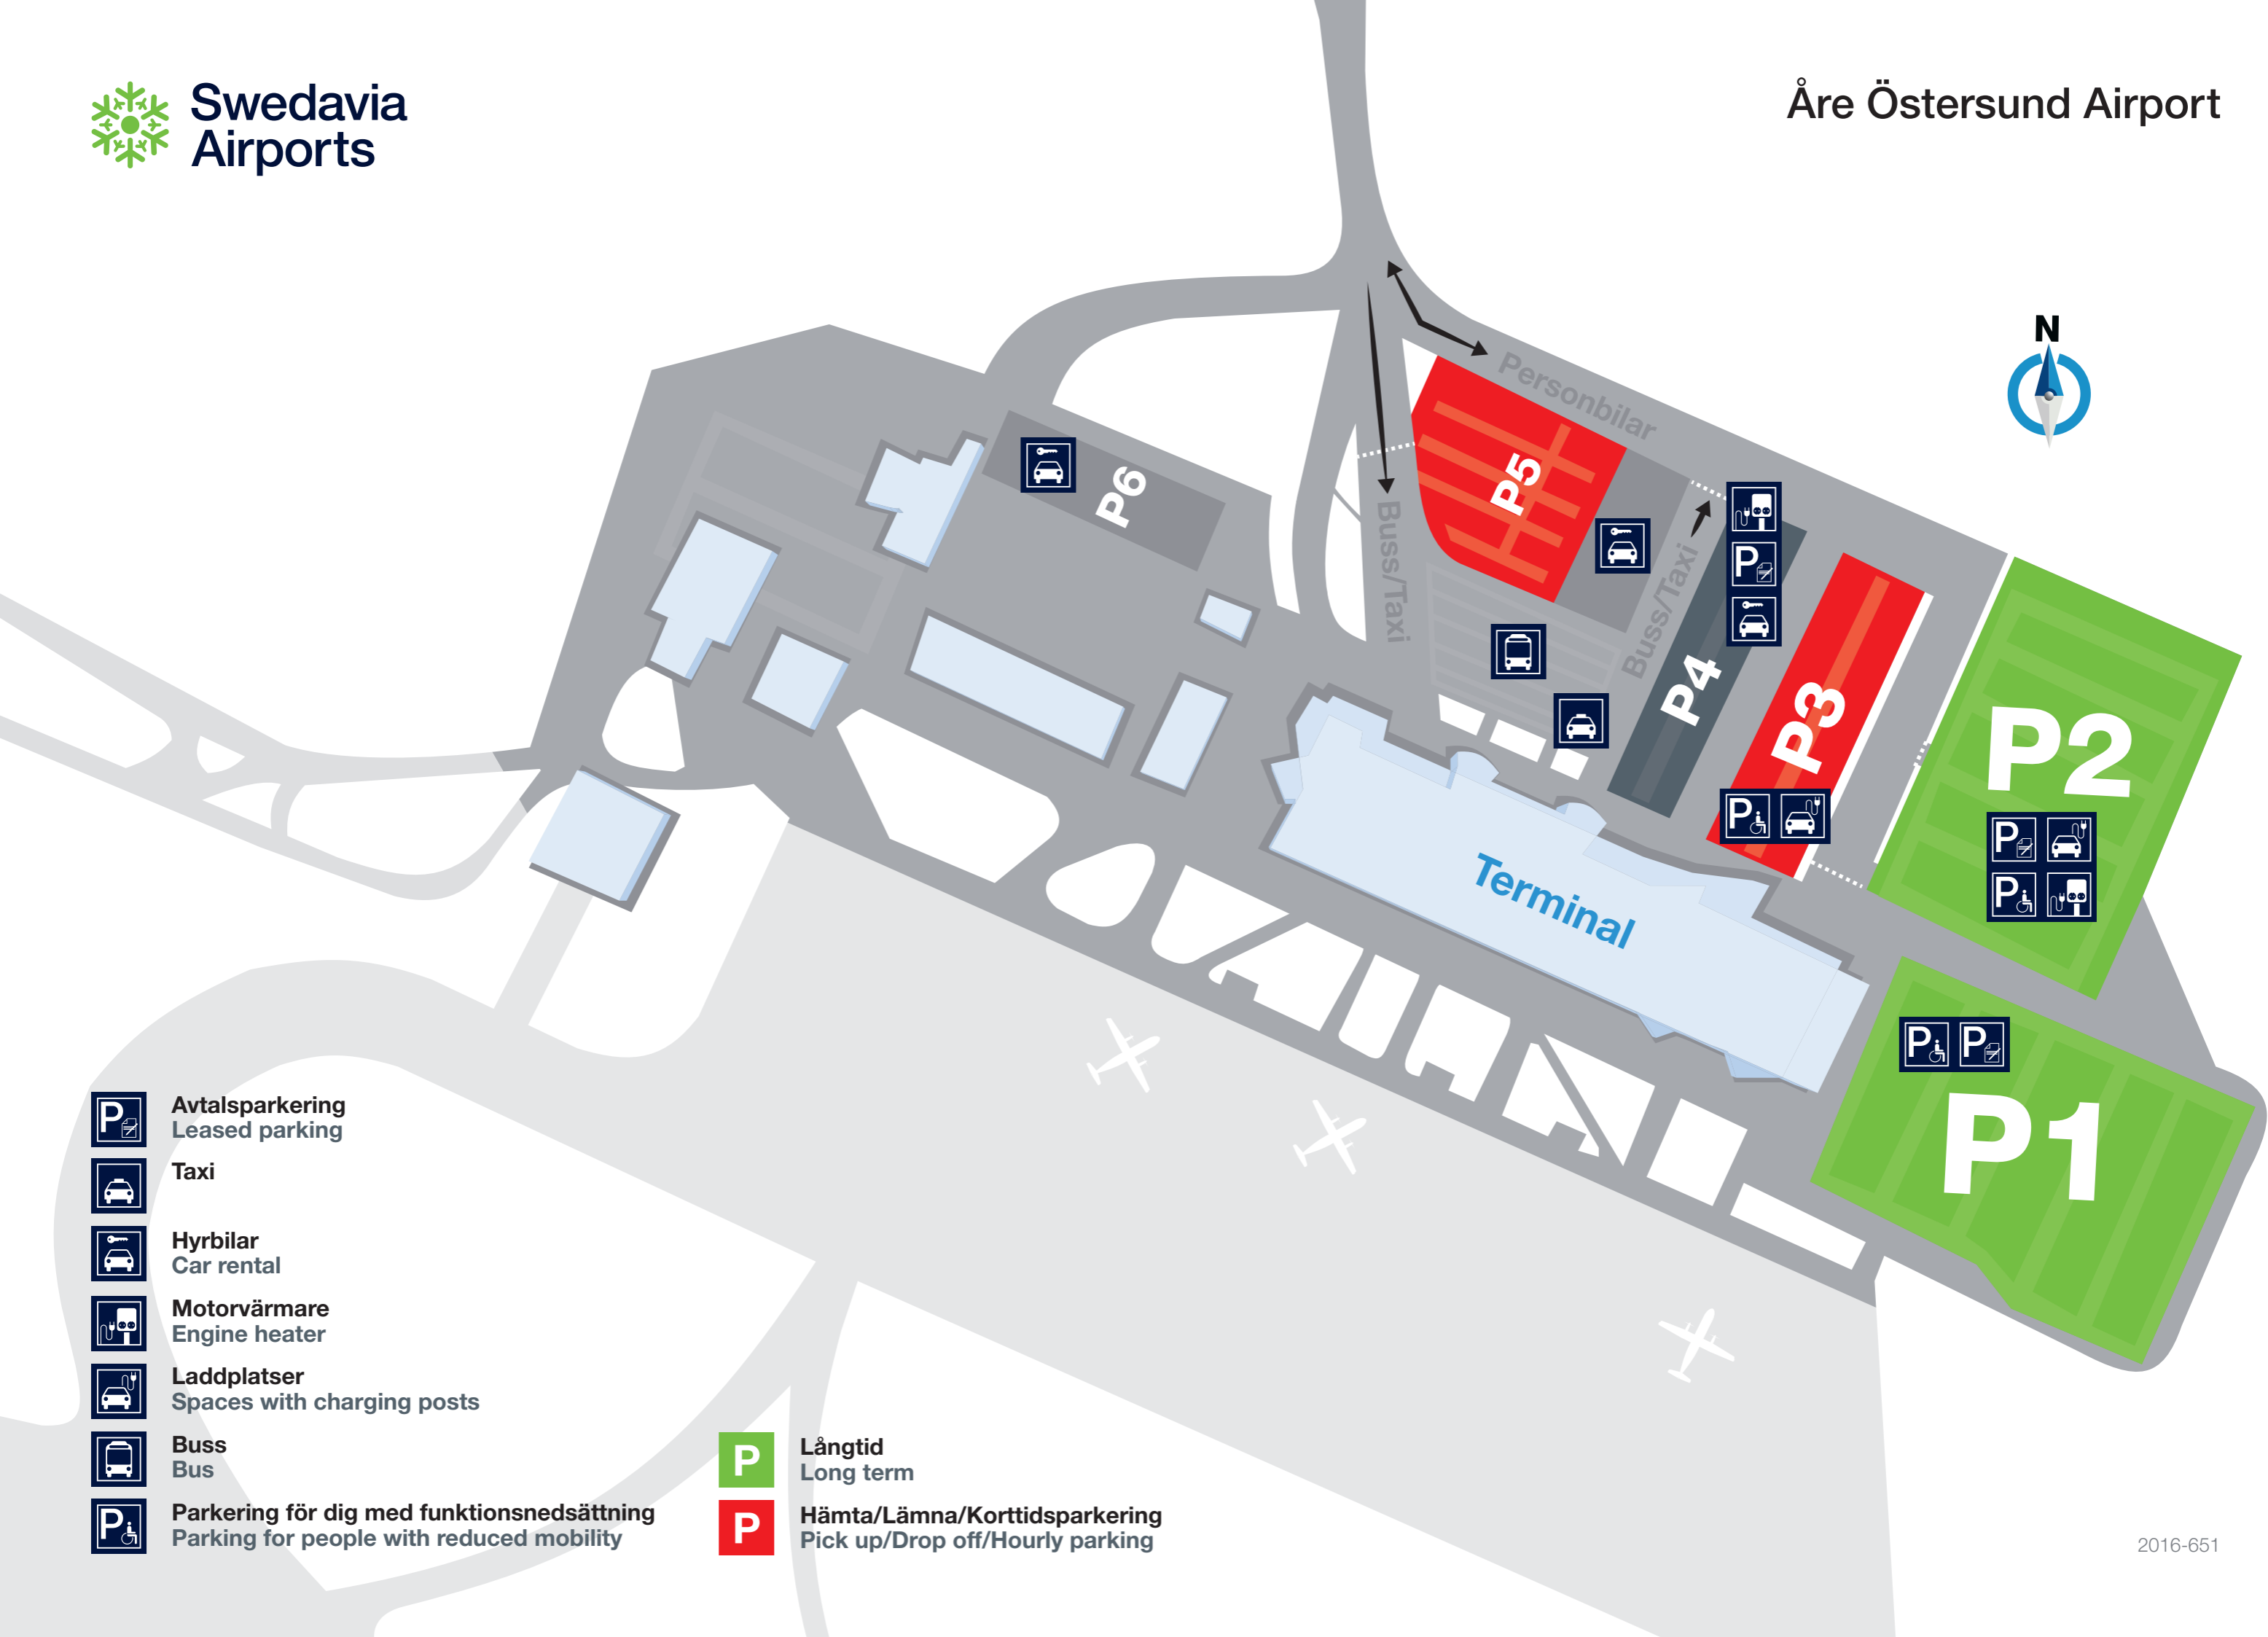 Swedavia
Airports
Åre Östersund Airport
N
Personbilar
Buss/Taxi
Buss/Taxi
P6
P5
P4
P3
P2
P
P
P
P
P
P1
P
P
Terminal
P
Avtalsparkering
Leased parking
Taxi
Hyrbilar
Car rental
Motorvärmare
Engine heater
Laddplatser
Spaces with charging posts
Buss
Bus
P
Parkering för dig med funktionsnedsättning
Parking for people with reduced mobility
P
Långtid
Long term
P
Hämta/Lämna/Korttidsparkering
Pick up/Drop off/Hourly parking
2016-651